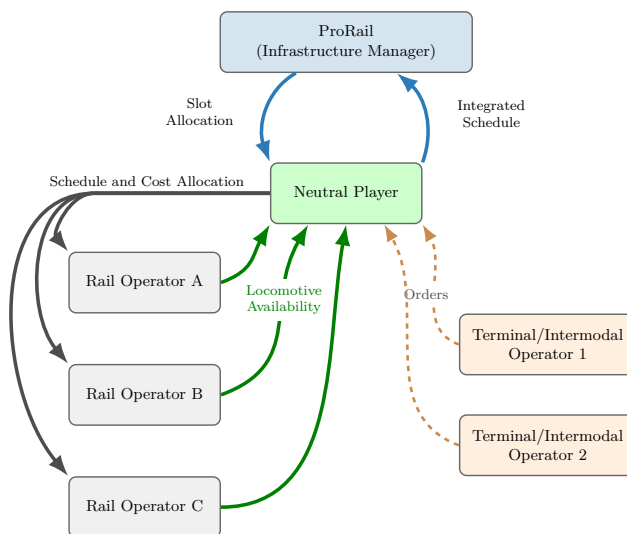 ProRail
(Infrastructure Manager)
Slot
Allocation
Integrated
Schedule
Schedule and Cost Allocation
Neutral Player
Rail Operator A
Locomotive
Availability
Orders
Terminal/Intermodal
Operator 1
Rail Operator B
Terminal/Intermodal
Operator 2
Rail Operator C